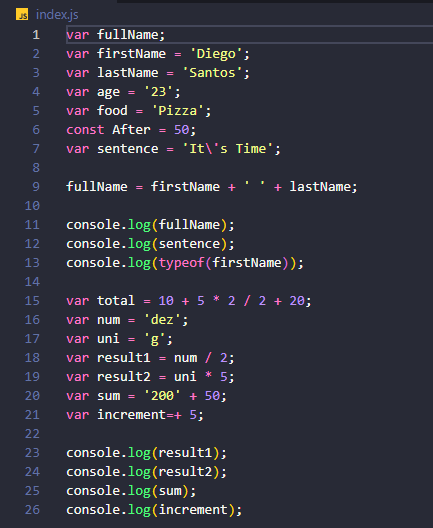 JS index.js
1 var fullName;
2 var firstName = 'Diego';
3 var lastName = 'Santos';
4 var age = '23';
5 var food = 'Pizza';
6 const After = 50;
7 var sentence = 'It\'s Time';
8
9 fullName = firstName + ' ' + lastName;
10
11 console.log(fullName);
12 console.log(sentence);
13 console.log(typeof(firstName));
14
15 var total = 10 + 5 * 2 / 2 + 20;
16 var num = 'dez';
17 var uni = 'g';
18 var result1 = num / 2;
19 var result2 = uni * 5;
20 var sum = '200' + 50;
21 var increment=+ 5;
22
23 console.log(result1);
24 console.log(result2);
25 console.log(sum);
26 console.log(increment);